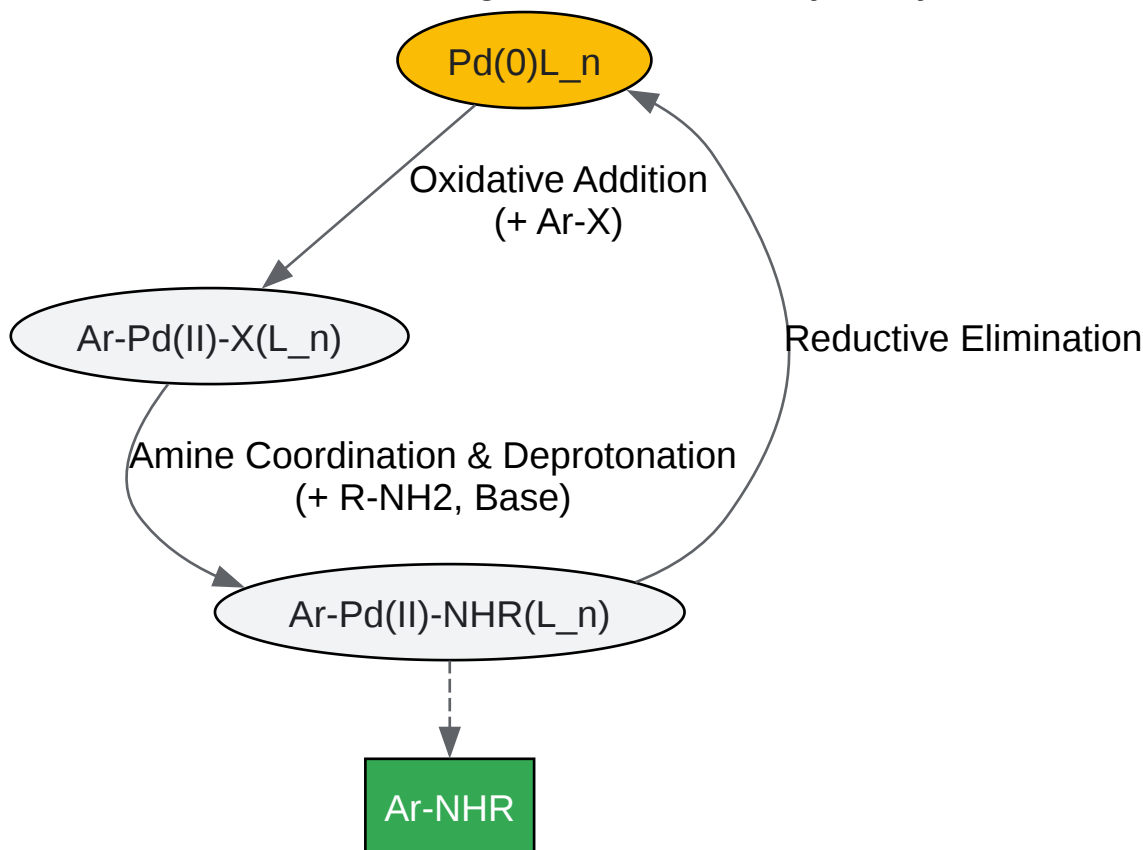 Pd(0)L_n
Oxidative Addition
(+ Ar-X)
Ar-Pd(II)-X(L_n)
Reductive Elimination
Amine Coordination & Deprotonation
(+ R-NH2, Base)
Ar-Pd(II)-NHR(L_n)
Ar-NHR